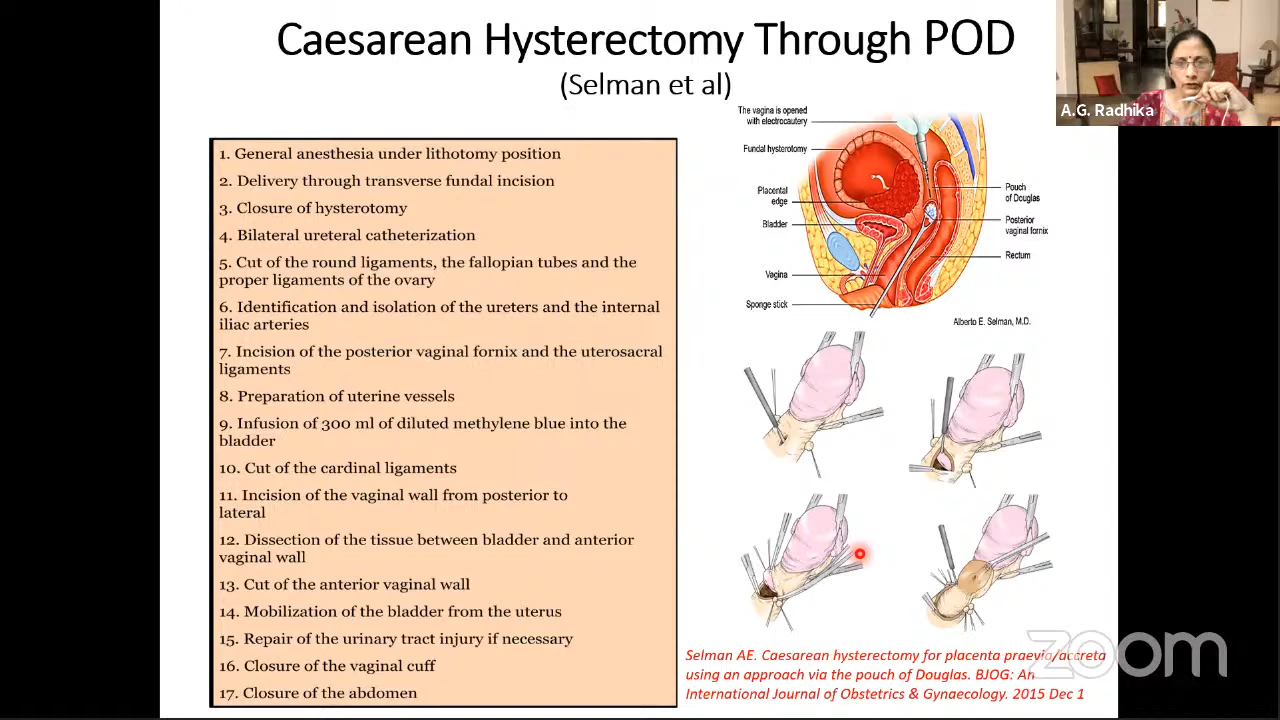 Caesarean Hysterectomy Through POD
(Selman et al)
A.G. Radhika
1. General anesthesia under lithotomy position
2. Delivery through transverse fundal incision
3. Closure of hysterotomy
4. Bilateral ureteral catheterization
5. Cut of the round ligaments, the fallopian tubes and the
proper ligaments of the ovary
6. Identification and isolation of the ureters and the internal
iliac arteries
7. Incision of the posterior vaginal fornix and the uterosacral
ligaments
8. Preparation of uterine vessels
9. Infusion of 300 ml of diluted methylene blue into the
bladder
10. Cut of the cardinal ligaments
11. Incision of the vaginal wall from posterior to
lateral
12. Dissection of the tissue between bladder and anterior
vaginal wall
13. Cut of the anterior vaginal wall
14. Mobilization of the bladder from the uterus
15. Repair of the urinary tract injury if necessary
16. Closure of the vaginal cuff
17. Closure of the abdomen
The vagina is opened
with electrocautery
Fundal hysterotomy
Placental
edge
Bladder
Vagina
Sponge stick
Pouch
of Douglas
Posterior
vaginal fornix
Rectum
Alberto E. Selman, M.D.
Selman AE. Caesarean hysterectomy for placenta praevia/accreta
using an approach via the pouch of Douglas. BJOG: An
International Journal of Obstetrics & Gynaecology. 2015 Dec 1
zoom